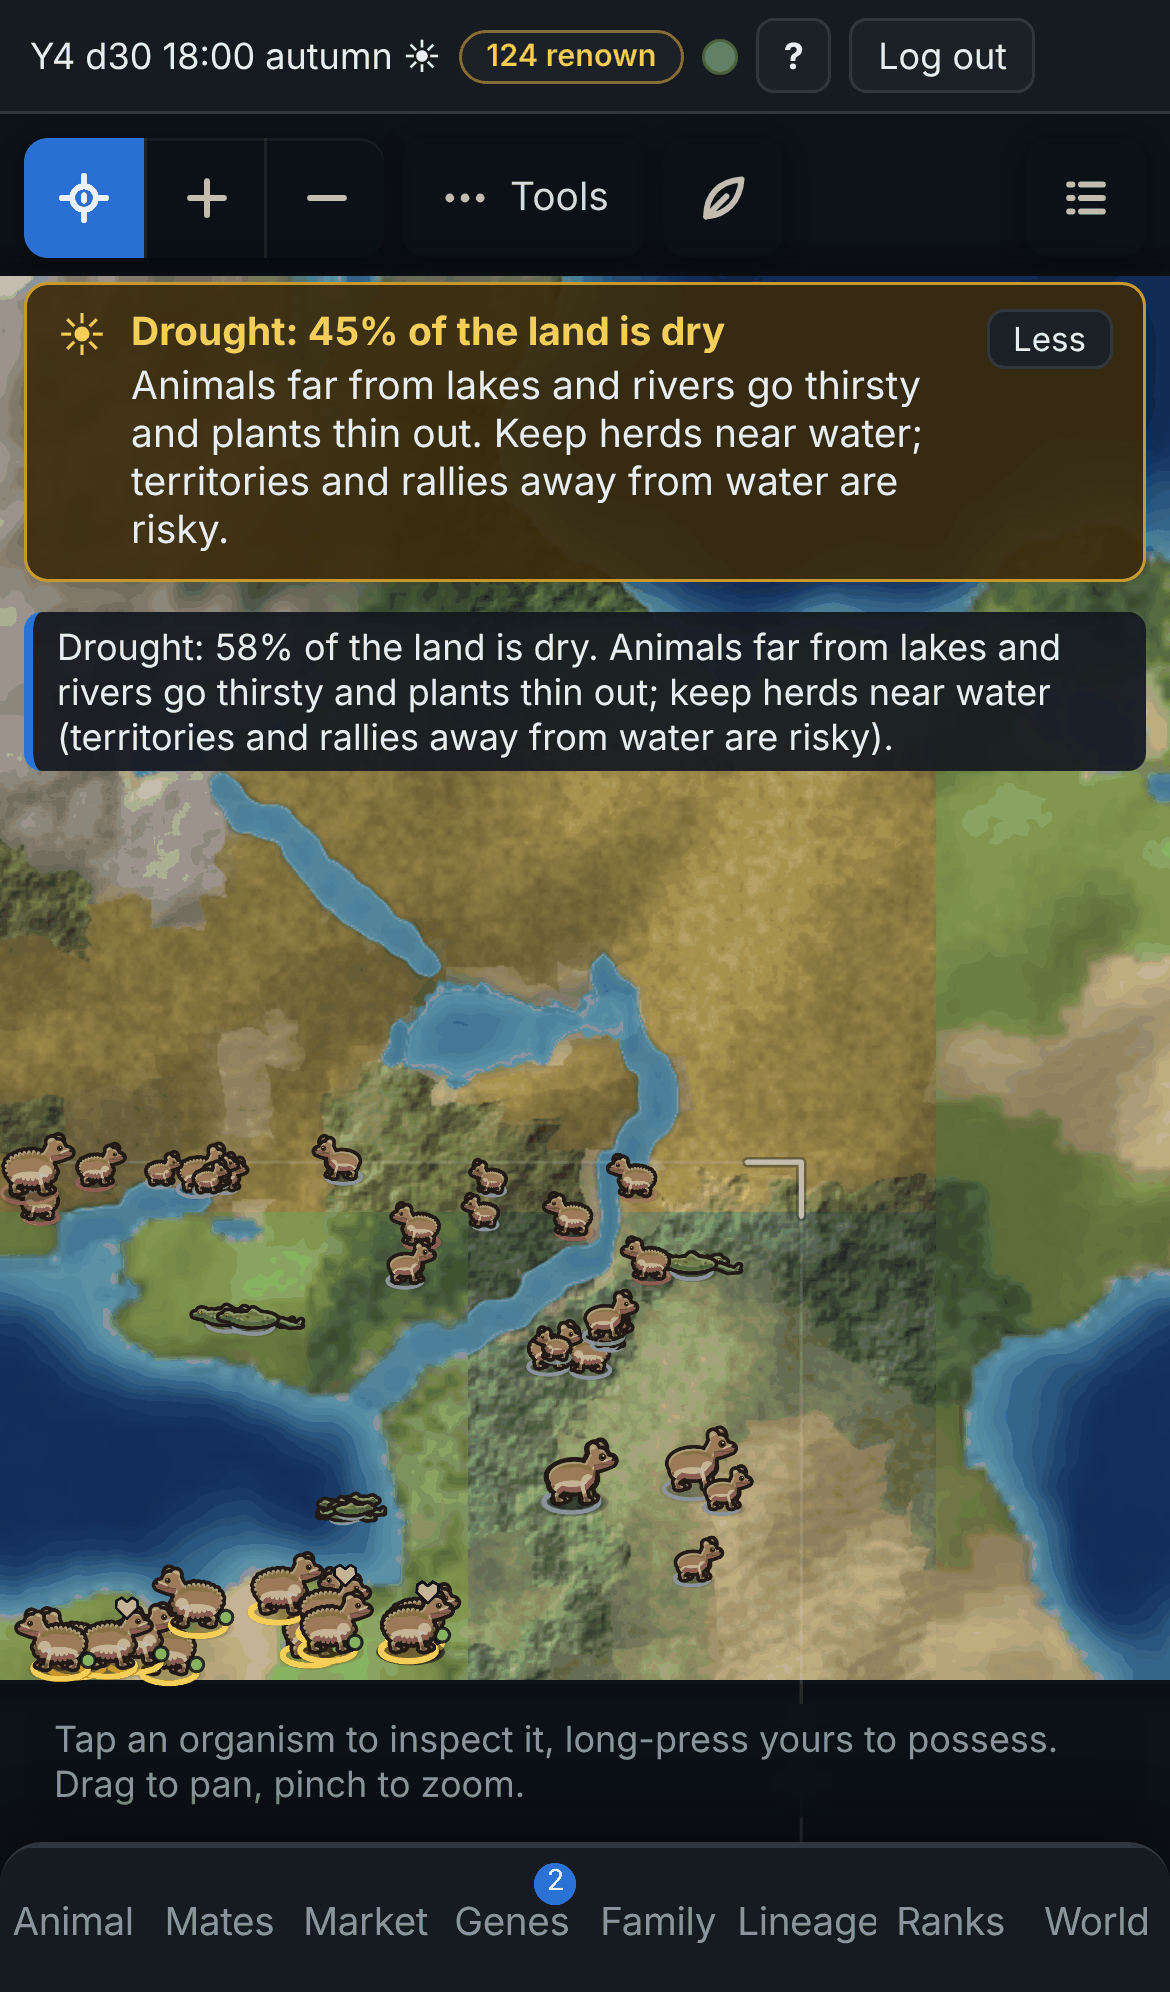 Y4 d30 18:00 autumn ☀ 124 renown ? Log out
Tools
Drought: 45% of the land is dry
Less
Animals far from lakes and rivers go thirsty
and plants thin out. Keep herds near water;
territories and rallies away from water are
risky.
Drought: 58% of the land is dry. Animals far from lakes and
rivers go thirsty and plants thin out; keep herds near water
(territories and rallies away from water are risky).
Tap an organism to inspect it, long-press yours to possess.
Drag to pan, pinch to zoom.
2
Animal Mates Market Genes Family Lineage Ranks World